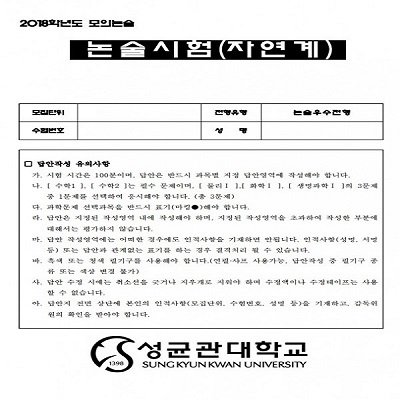 2018학년도 모의논술
논술시험(자연계)
모집단위 전형유형 논술우수전형
수험번호 성 명
□ 답안작성 유의사항
가. 시험 시간은 100분이며, 답안은 반드시 과목별 지정 답안영역에 작성해야 합니다.
나. [ 수학1 ], [ 수학2 ]는 필수 문제이며, [ 물리Ⅰ ],[ 화학Ⅰ ], [ 생명과학Ⅰ ]의 3문제
중 1문제를 선택하여 응시해야 합니다. (총 3문제)
다. 과학문제 선택과목을 반드시 표기(마킹●)해야 합니다.
라. 답안은 지정된 작성영역 내에 작성해야 하며, 지정된 작성영역을 초과하여 작성한 부분에
대해서는 평가하지 않습니다.
마. 답안 작성영역에는 어떠한 경우에도 인적사항을 기재하면 안됩니다. 인적사항(성명, 서명
등) 또는 답안과 관계없는 표기를 하는 경우 결격처리 될 수 있습니다.
바. 흑색 또는 청색 필기구를 사용해야 합니다.(연필·샤프 사용가능, 답안작성 중 필기구 종
류 또는 색상 변경 불가)
사. 답안 수정 시에는 취소선을 긋거나 지우개로 지워야 하며 수정액이나 수정테이프는 사용
할 수 없습니다.
아. 답안지 전면 상단에 본인의 인적사항(모집단위, 수험번호, 성명 등)을 기재하고, 감독위
원의 확인을 받아야 합니다.
1398
성균관대학교
SUNG KYUN KWAN UNIVERSITY